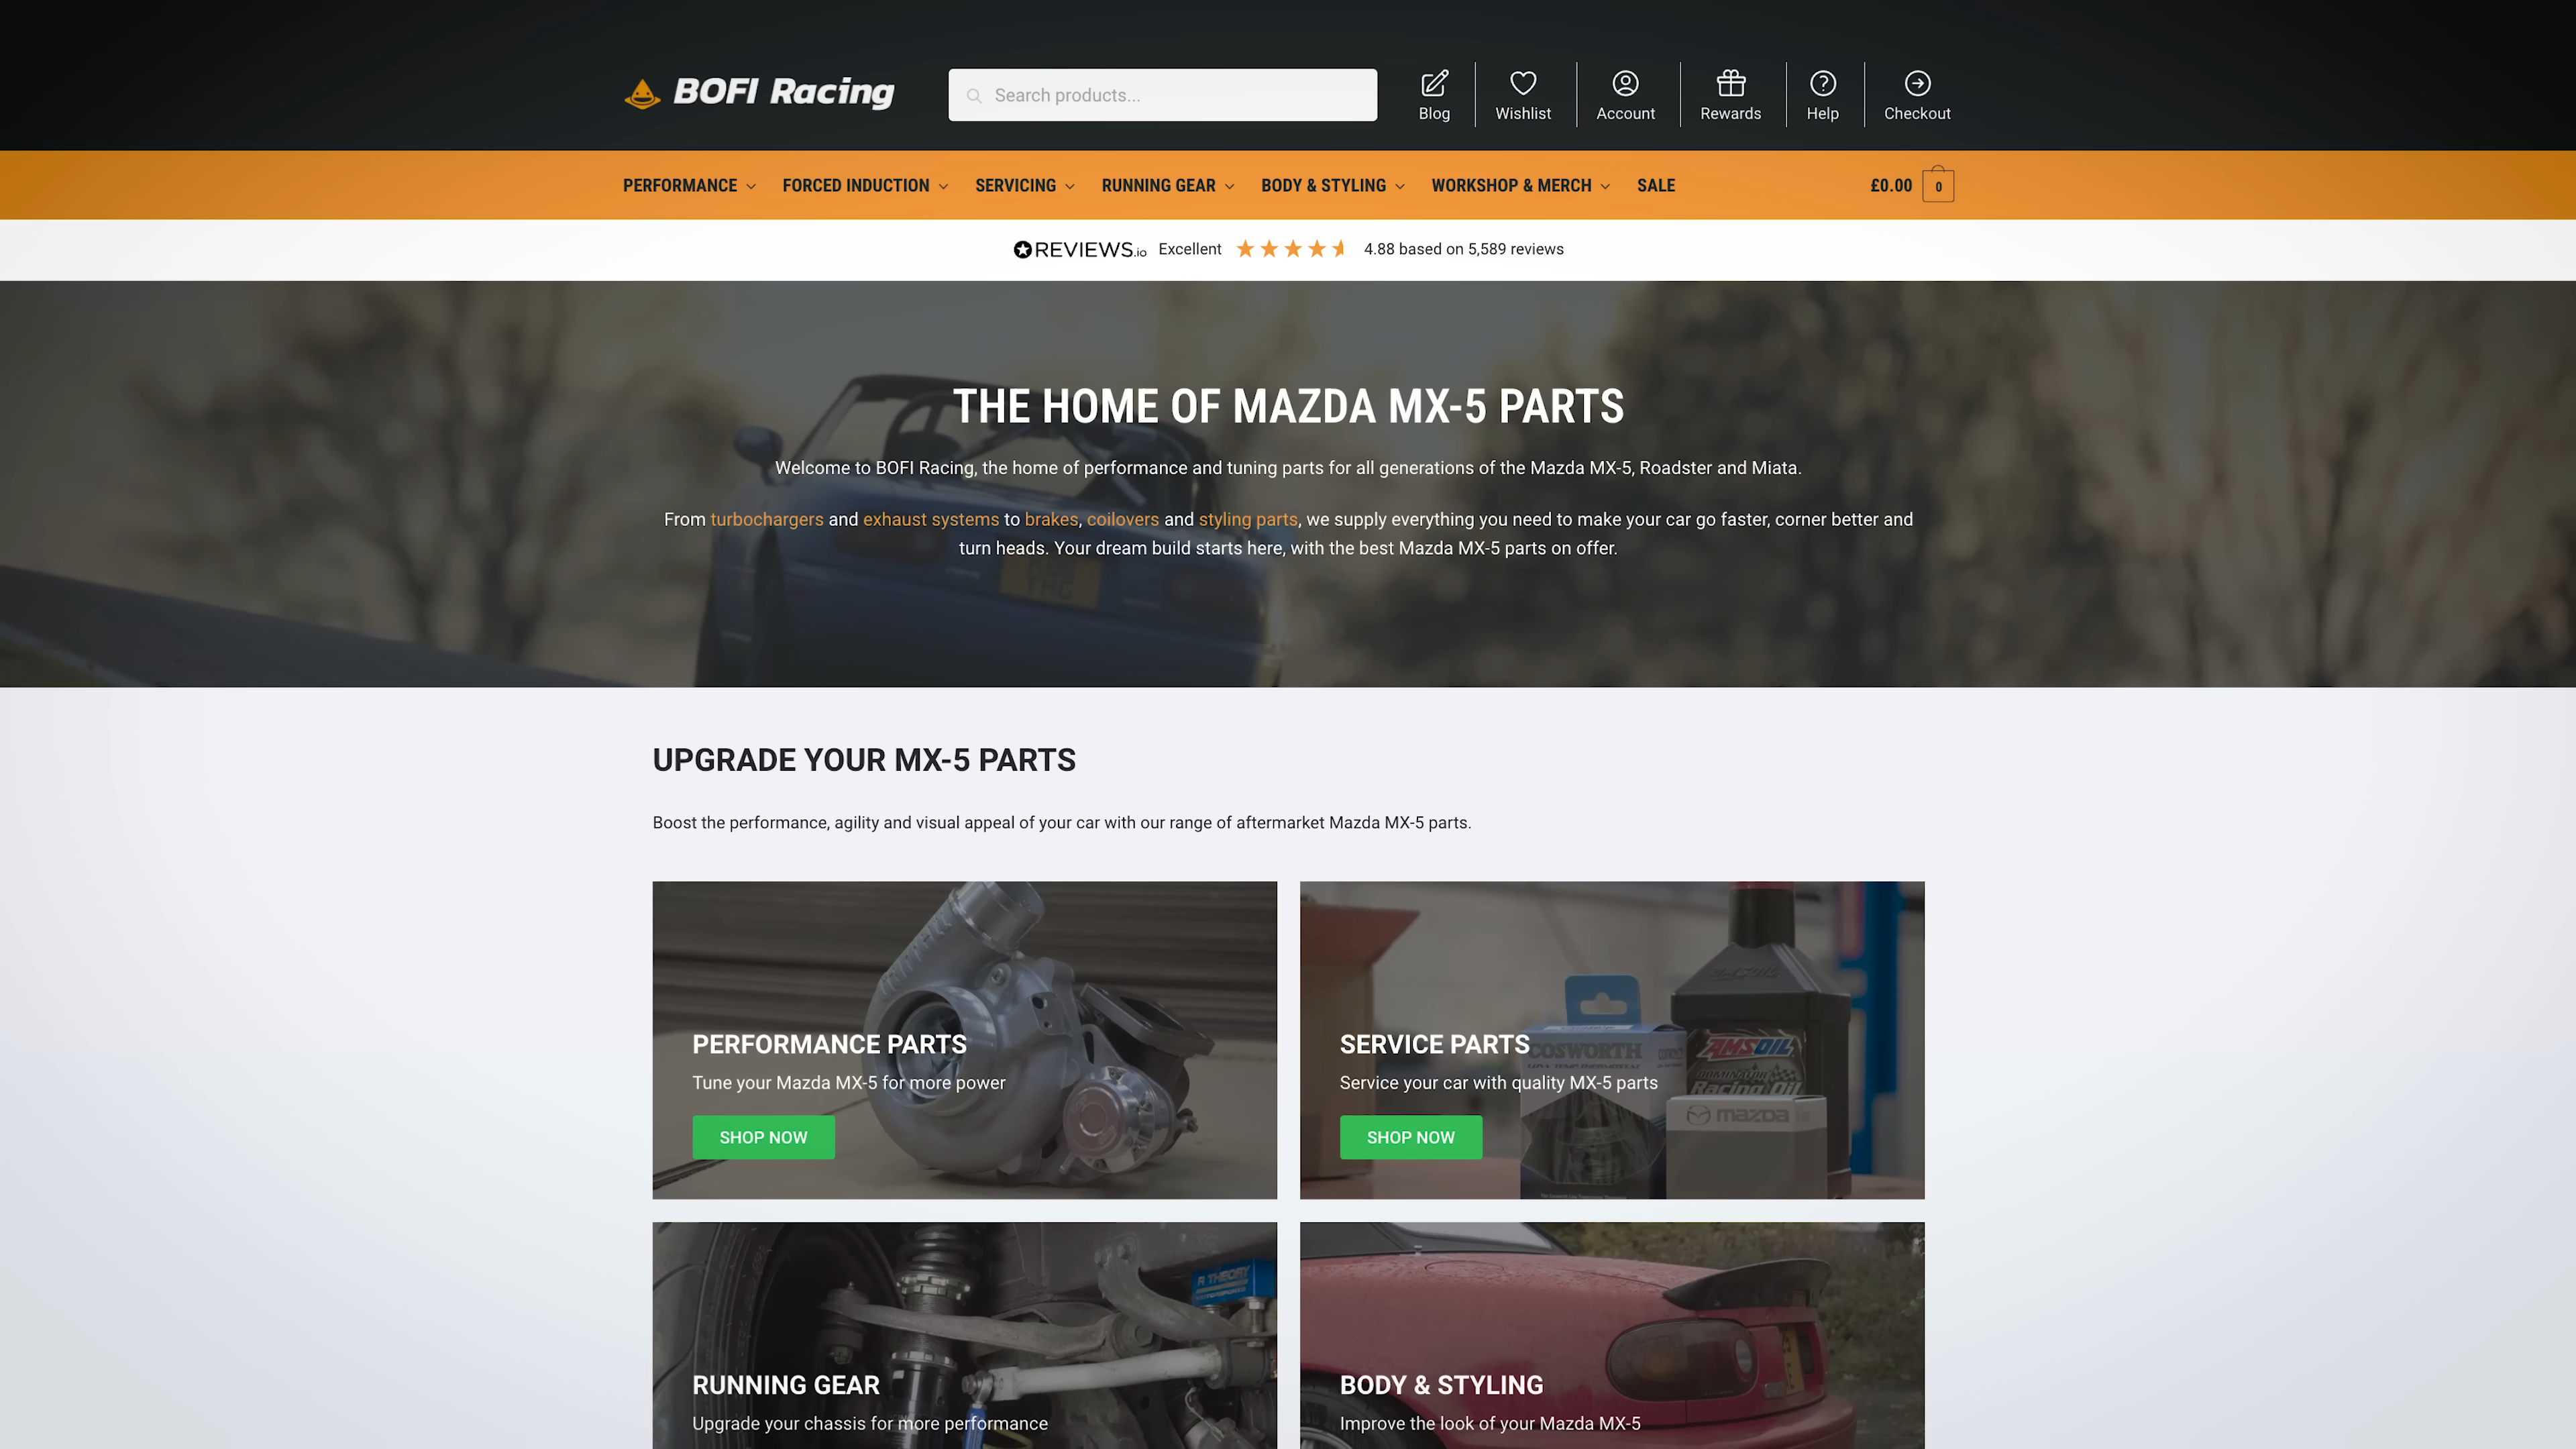 BOFI Racing
Search products...
Blog
Wishlist
Account
Rewards
Help
Checkout
PERFORMANCE
FORCED INDUCTION
SERVICING
RUNNING GEAR
BODY & STYLING
WORKSHOP & MERCH
SALE
£0.00
0
REVIEWS.io Excellent 4.88 based on 5,589 reviews
THE HOME OF MAZDA MX-5 PARTS
Welcome to BOFI Racing, the home of performance and tuning parts for all generations of the Mazda MX-5, Roadster and Miata.
From turbochargers and exhaust systems to brakes, coilovers and styling parts, we supply everything you need to make your car go faster, corner better and
turn heads. Your dream build starts here, with the best Mazda MX-5 parts on offer.
UPGRADE YOUR MX-5 PARTS
Boost the performance, agility and visual appeal of your car with our range of aftermarket Mazda MX-5 parts.
PERFORMANCE PARTS
Tune your Mazda MX-5 for more power
SHOP NOW
SERVICE PARTS
Service your car with quality MX-5 parts
SHOP NOW
COSWORTH
AMSOIL
DOMINATOR
Racing Oil
mazda
RUNNING GEAR
Upgrade your chassis for more performance
R THEORY
BODY & STYLING
Improve the look of your Mazda MX-5